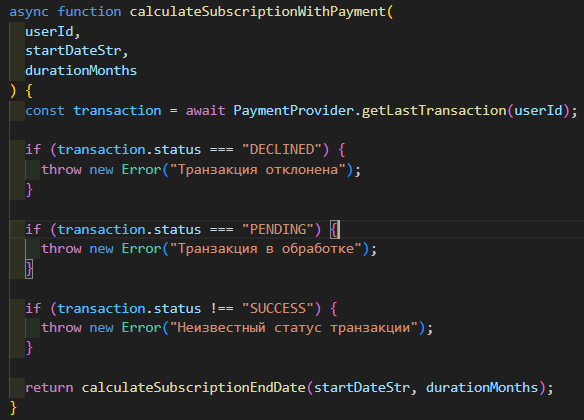 async function calculateSubscriptionWithPayment(
userId,
startDateStr,
durationMonths
) {
const transaction = await PaymentProvider.getLastTransaction(userId);
if (transaction.status === "DECLINED") {
throw new Error("Транзакция отклонена");
}
if (transaction.status === "PENDING") {
throw new Error("Транзакция в обработке");
}
if (transaction.status !== "SUCCESS") {
throw new Error("Неизвестный статус транзакции");
}
return calculateSubscriptionEndDate(startDateStr, durationMonths);
}